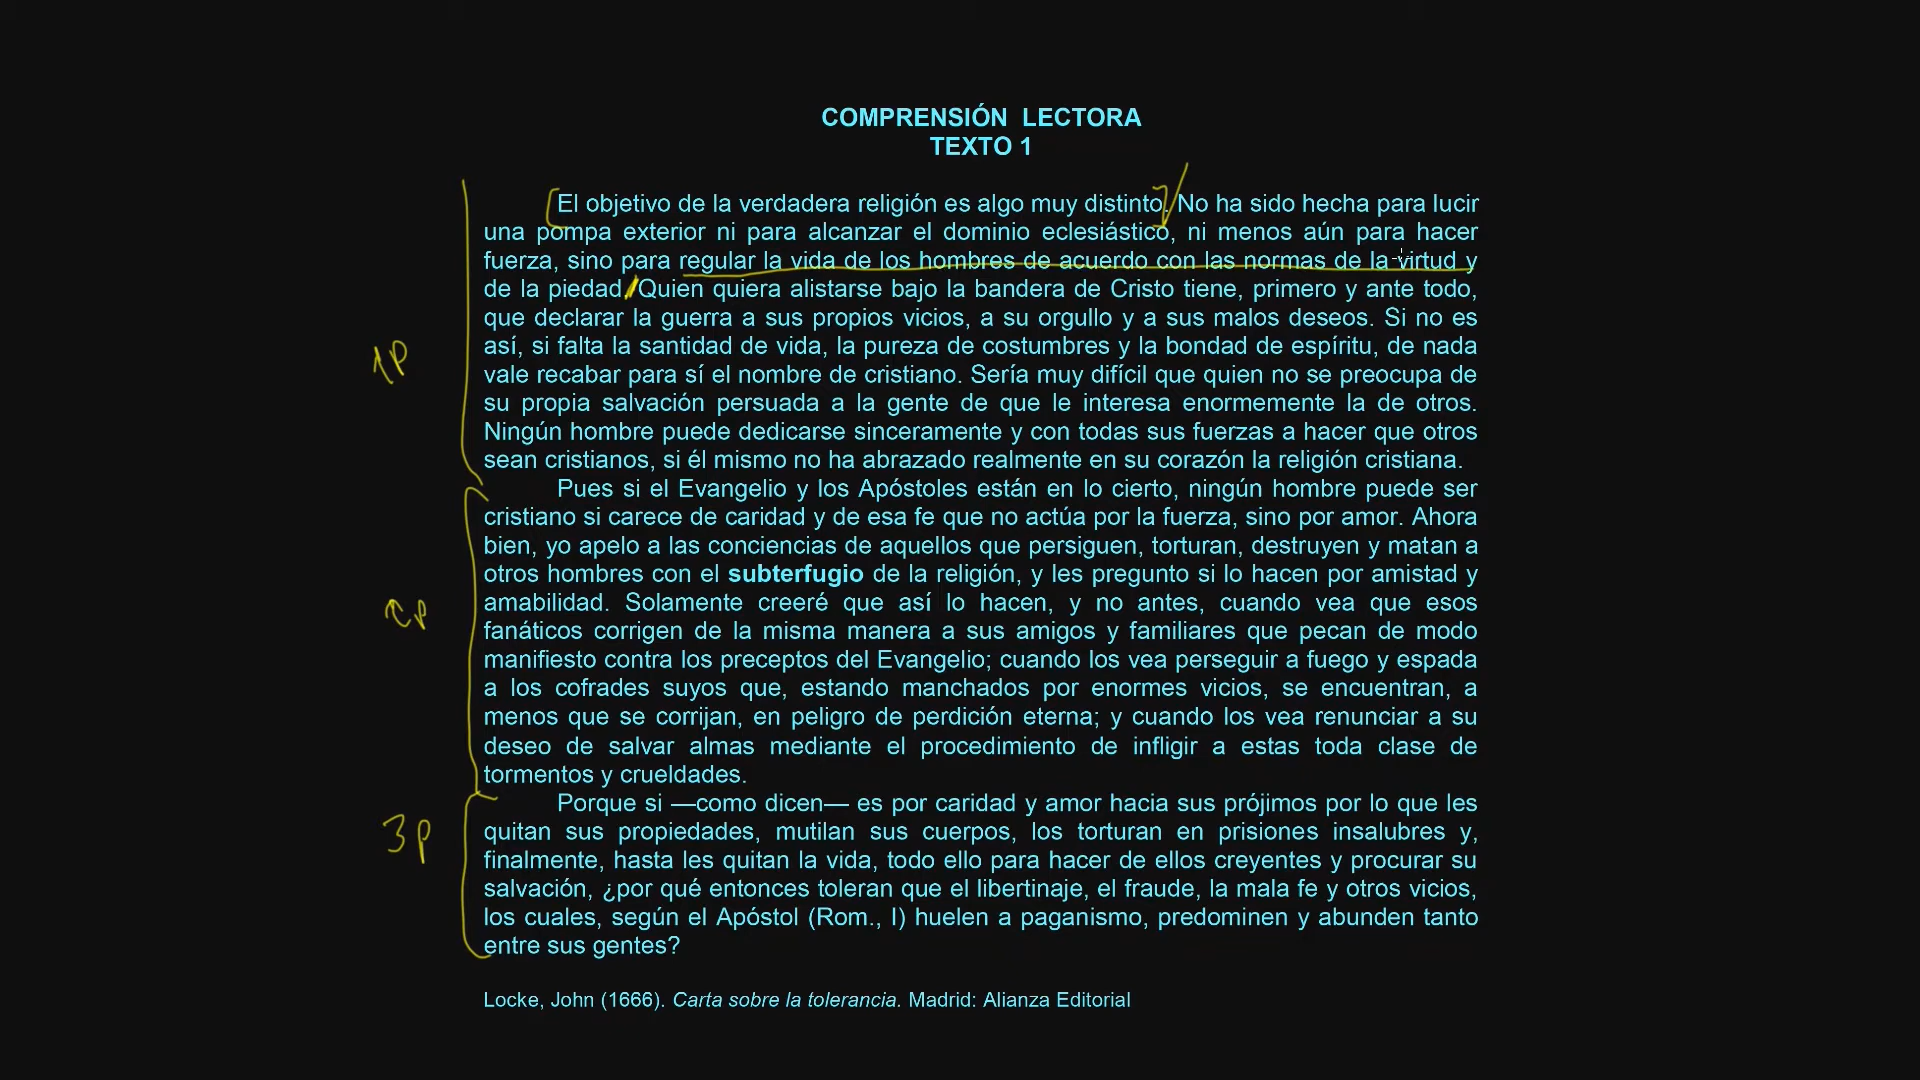 COMPRENSIÓN LECTORA
TEXTO 1
El objetivo de la verdadera religión es algo muy distinto. No ha sido hecha para lucir
una pompa exterior ni para alcanzar el dominio eclesiástico, ni menos aún para hacer
fuerza, sino para regular la vida de los hombres de acuerdo con las normas de la virtud y
de la piedad. Quien quiera alistarse bajo la bandera de Cristo tiene, primero y ante todo,
que declarar la guerra a sus propios vicios, a su orgullo y a sus malos deseos. Si no es
1P
así, si falta la santidad de vida, la pureza de costumbres y la bondad de espíritu, de nada
vale recabar para sí el nombre de cristiano. Sería muy difícil que quien no se preocupa de
su propia salvación persuada a la gente de que le interesa enormemente la de otros.
Ningún hombre puede dedicarse sinceramente y con todas sus fuerzas a hacer que otros
sean cristianos, si él mismo no ha abrazado realmente en su corazón la religión cristiana.
Pues si el Evangelio y los Apóstoles están en lo cierto, ningún hombre puede ser
cristiano si carece de caridad y de esa fe que no actúa por la fuerza, sino por amor. Ahora
bien, yo apelo a las conciencias de aquellos que persiguen, torturan, destruyen y matan a
otros hombres con el subterfugio de la religión, y les pregunto si lo hacen por amistad y
amabilidad. Solamente creeré que así lo hacen, y no antes, cuando vea que esos
2P
fanáticos corrigen de la misma manera a sus amigos y familiares que pecan de modo
manifiesto contra los preceptos del Evangelio; cuando los vea perseguir a fuego y espada
a los cofrades suyos que, estando manchados por enormes vicios, se encuentran, a
menos que se corrijan, en peligro de perdición eterna; y cuando los vea renunciar a su
deseo de salvar almas mediante el procedimiento de infligir a estas toda clase de
tormentos y crueldades.
Porque si —como dicen— es por caridad y amor hacia sus prójimos por lo que les
quitan sus propiedades, mutilan sus cuerpos, los torturan en prisiones insalubres y,
3P
finalmente, hasta les quitan la vida, todo ello para hacer de ellos creyentes y procurar su
salvación, ¿por qué entonces toleran que el libertinaje, el fraude, la mala fe y otros vicios,
los cuales, según el Apóstol (Rom., I) huelen a paganismo, predominen y abunden tanto
entre sus gentes?
Locke, John (1666). Carta sobre la tolerancia. Madrid: Alianza Editorial